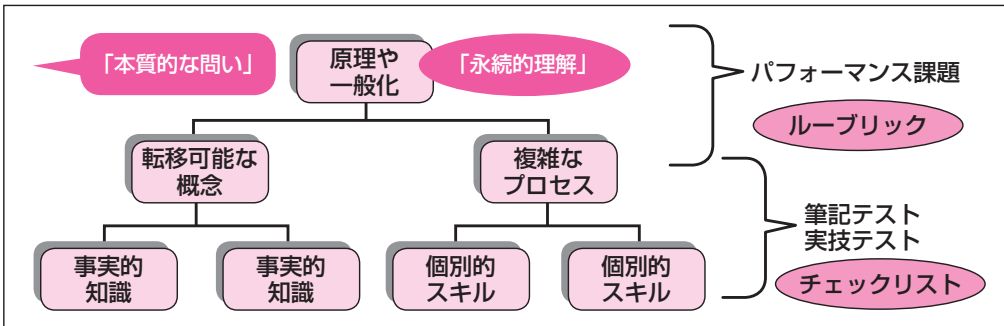 「本質的な問い」
原理や
一般化
「永続的理解」
パフォーマンス課題
ルーブリック
転移可能な
概念
複雑な
プロセス
筆記テスト
実技テスト
チェックリスト
事実的
知識
事実的
知識
個別的
スキル
個別的
スキル